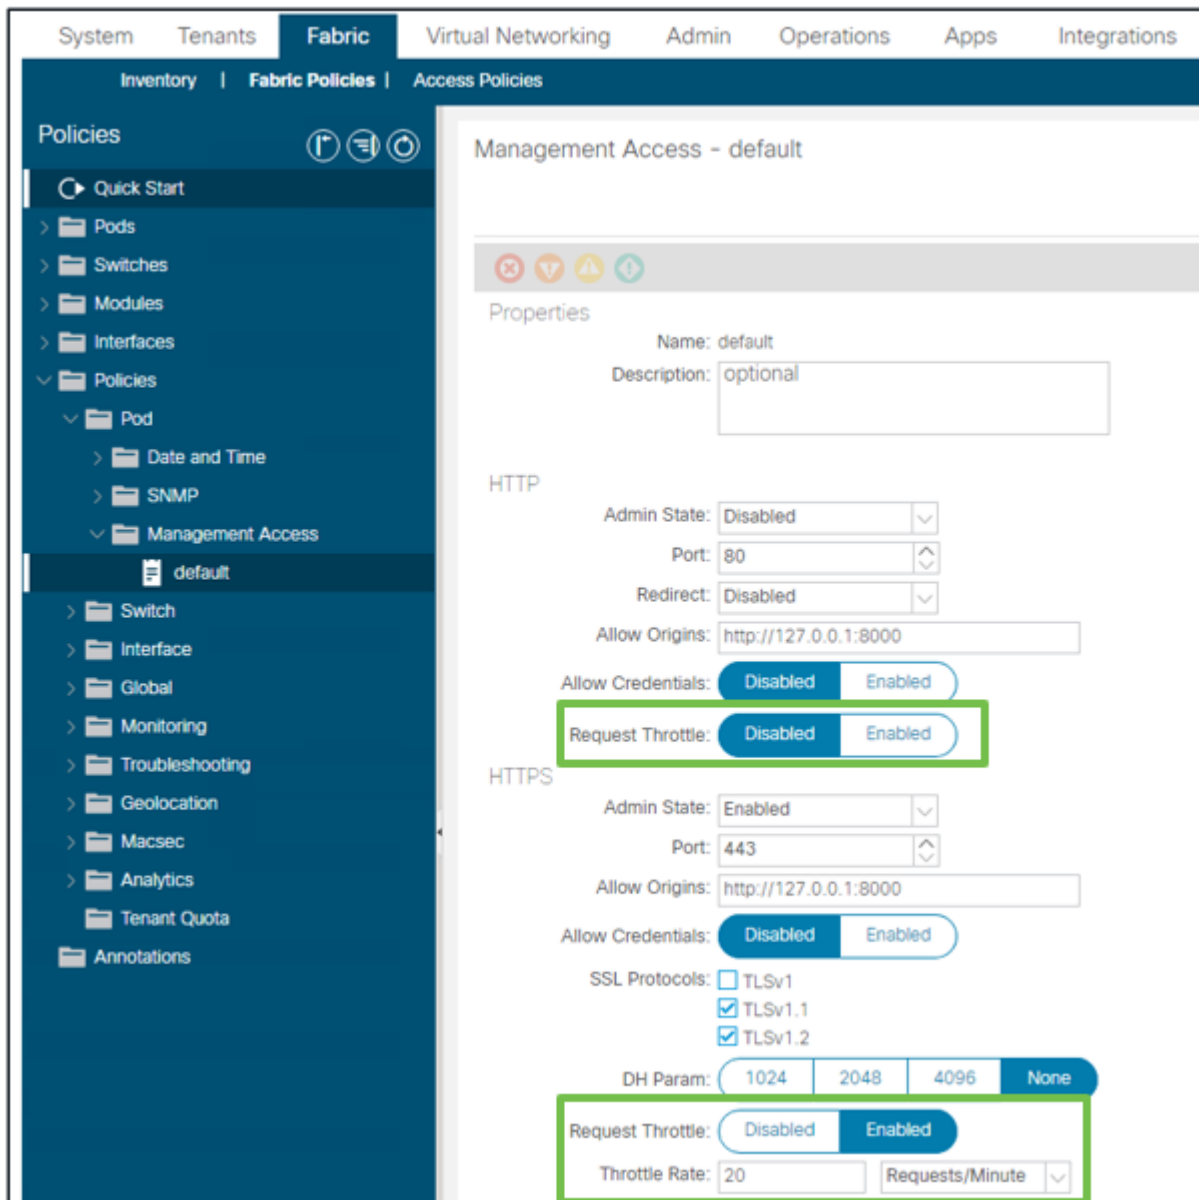 System Tenants Fabric Virtual Networking Admin Operations Apps Integrations
Inventory | Fabric Policies | Access Policies
Policies
Quick Start
Pods
Switches
Modules
Interfaces
Policies
Pod
Date and Time
SNMP
Management Access
default
Switch
Interface
Global
Monitoring
Troubleshooting
Geolocation
Macsec
Analytics
Tenant Quota
Annotations
Management Access - default
Properties
Name: default
Description: optional
HTTP
Admin State: Disabled
Port: 80
Redirect: Disabled
Allow Origins: http://127.0.0.1:8000
Allow Credentials: Disabled Enabled
Request Throttle: Disabled Enabled
HTTPS
Admin State: Enabled
Port: 443
Allow Origins: http://127.0.0.1:8000
Allow Credentials: Disabled Enabled
SSL Protocols: TLSv1
TLSv1.1
TLSv1.2
DH Param: 1024 2048 4096 None
Request Throttle: Disabled Enabled
Throttle Rate: 20 Requests/Minute